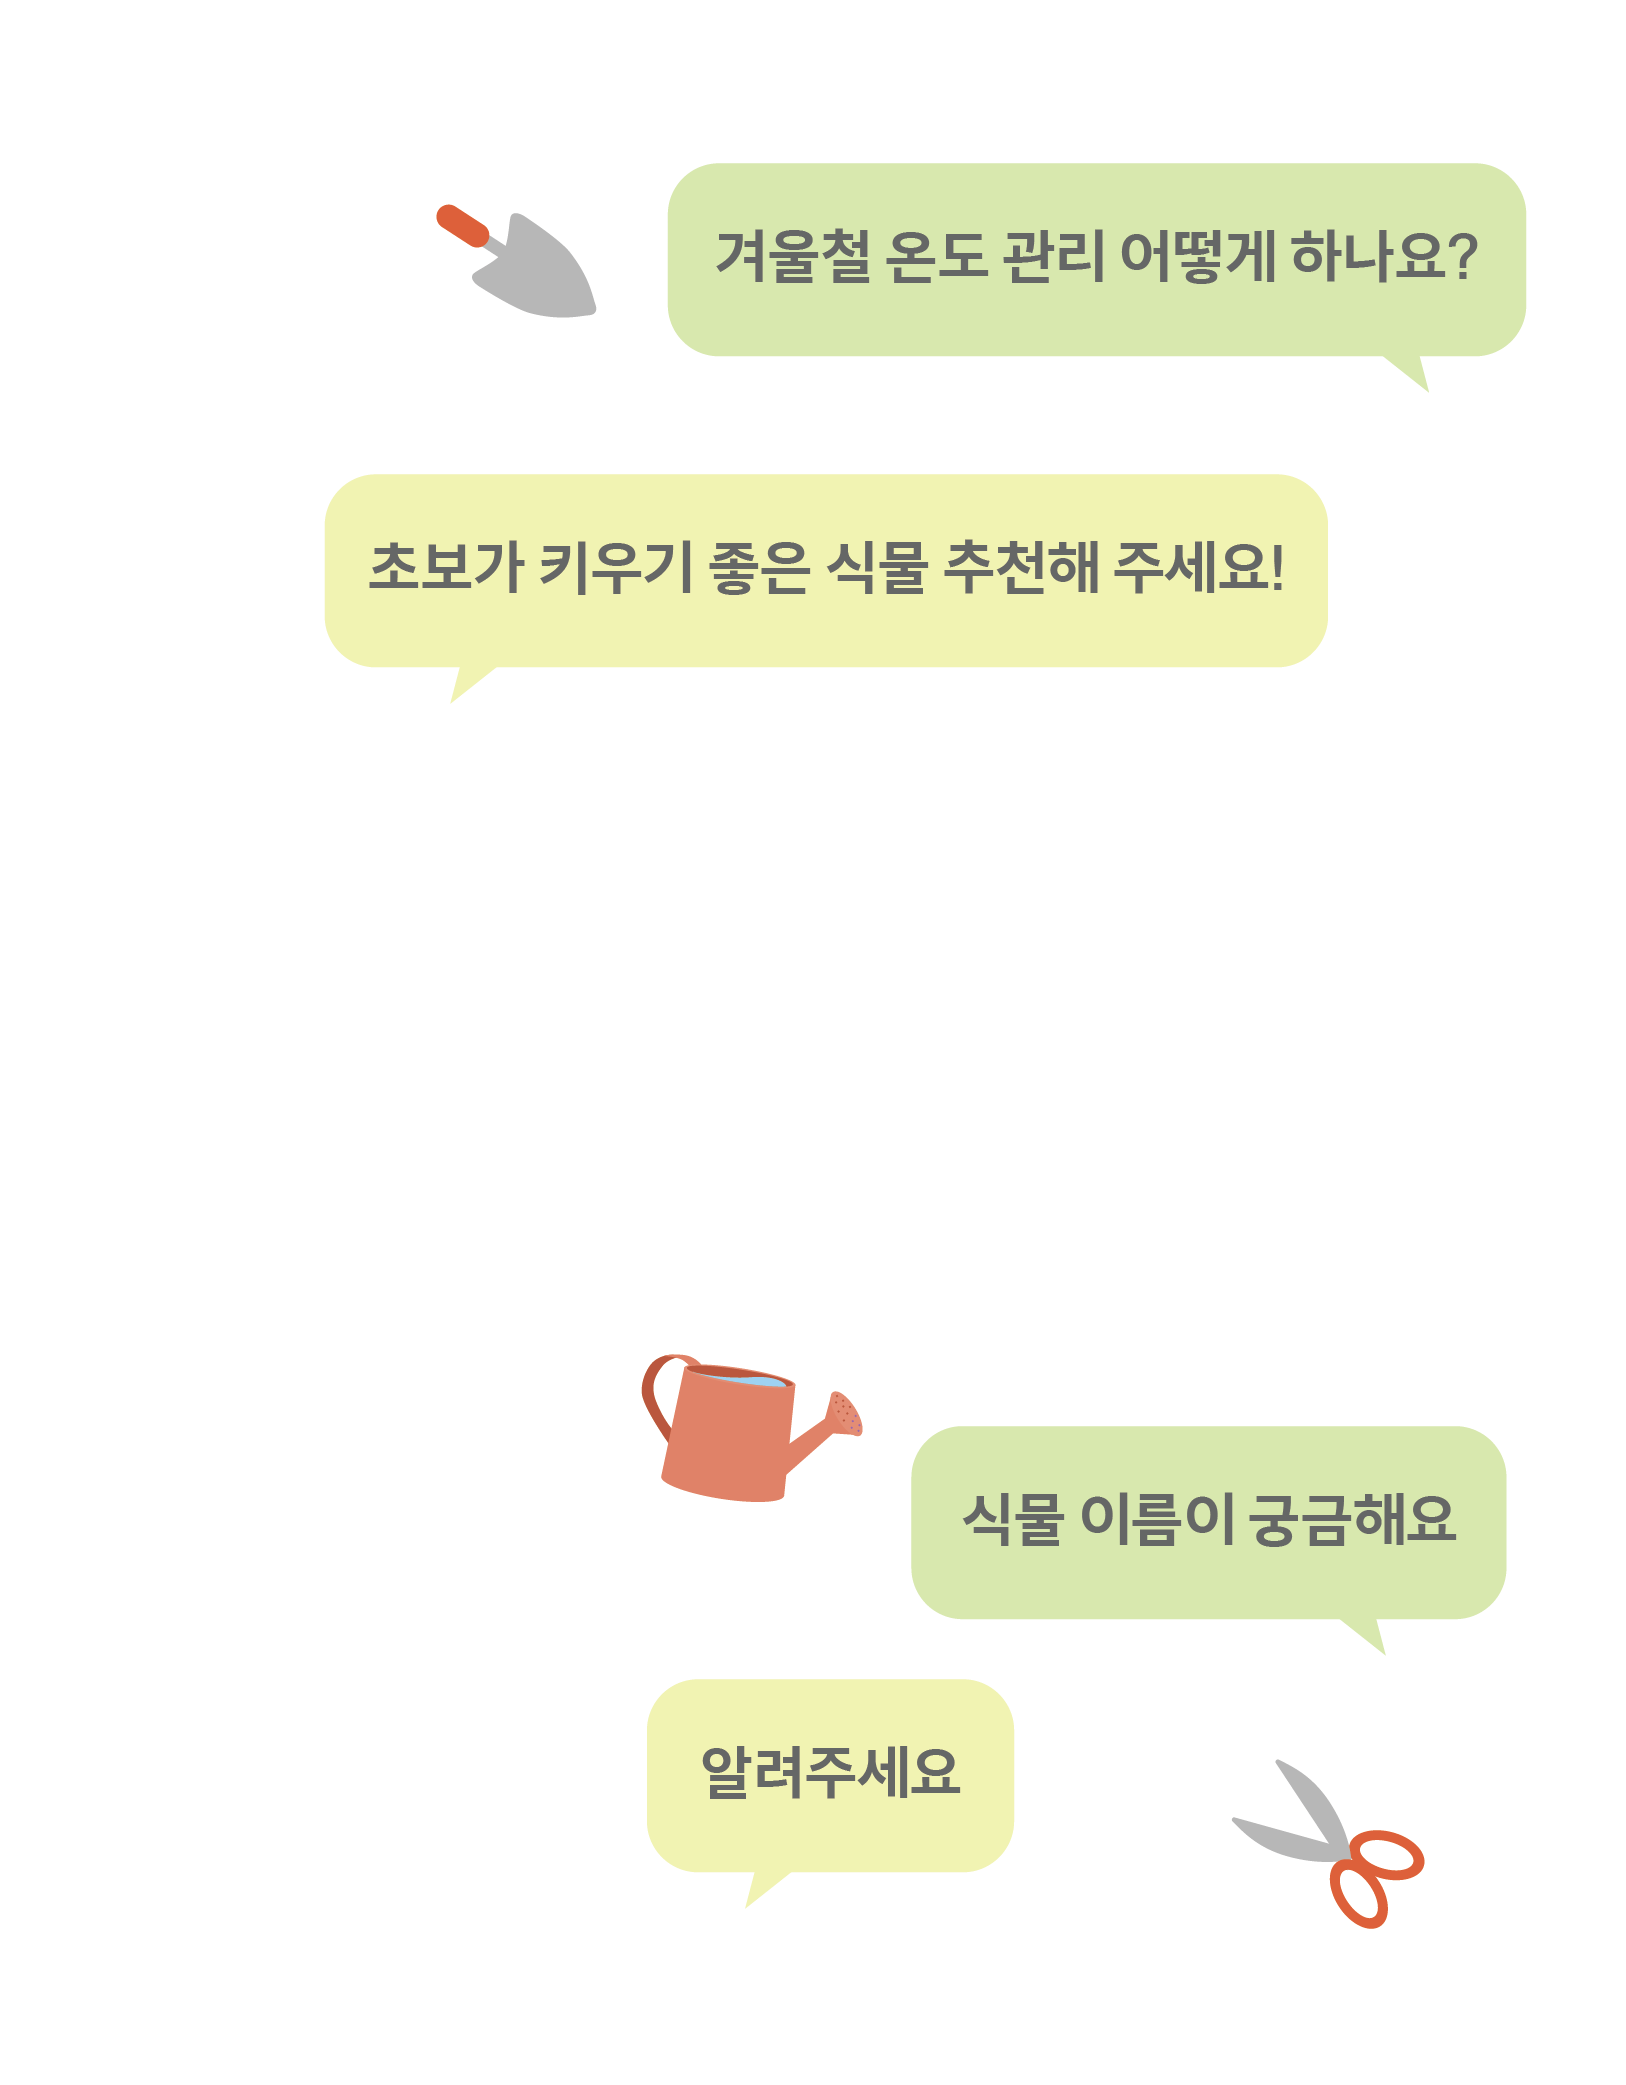 겨울철 온도 관리 어떻게 하나요?
초보가 키우기 좋은 식물 추천해 주세요!
식물 이름이 궁금해요
알려주세요